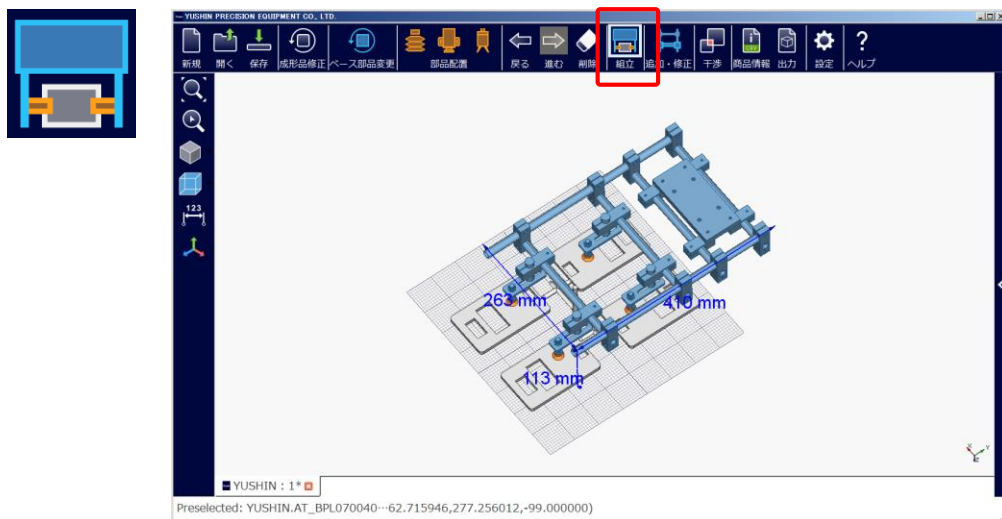 YUSHIN PRECISION EQUIPMENT CO., LTD.
新規 開く 保存 成形品修正 ベース部品変更 部品配置 戻る 進む 削除 組立 追加・修正 干渉 商品情報 出力 設定 ヘルプ
CSV
?
123
263 mm
410 mm
113 mm
YUSHIN : 1*
Preselected: YUSHIN.AT_BPL070040…62.715946,277.256012,-99.000000)